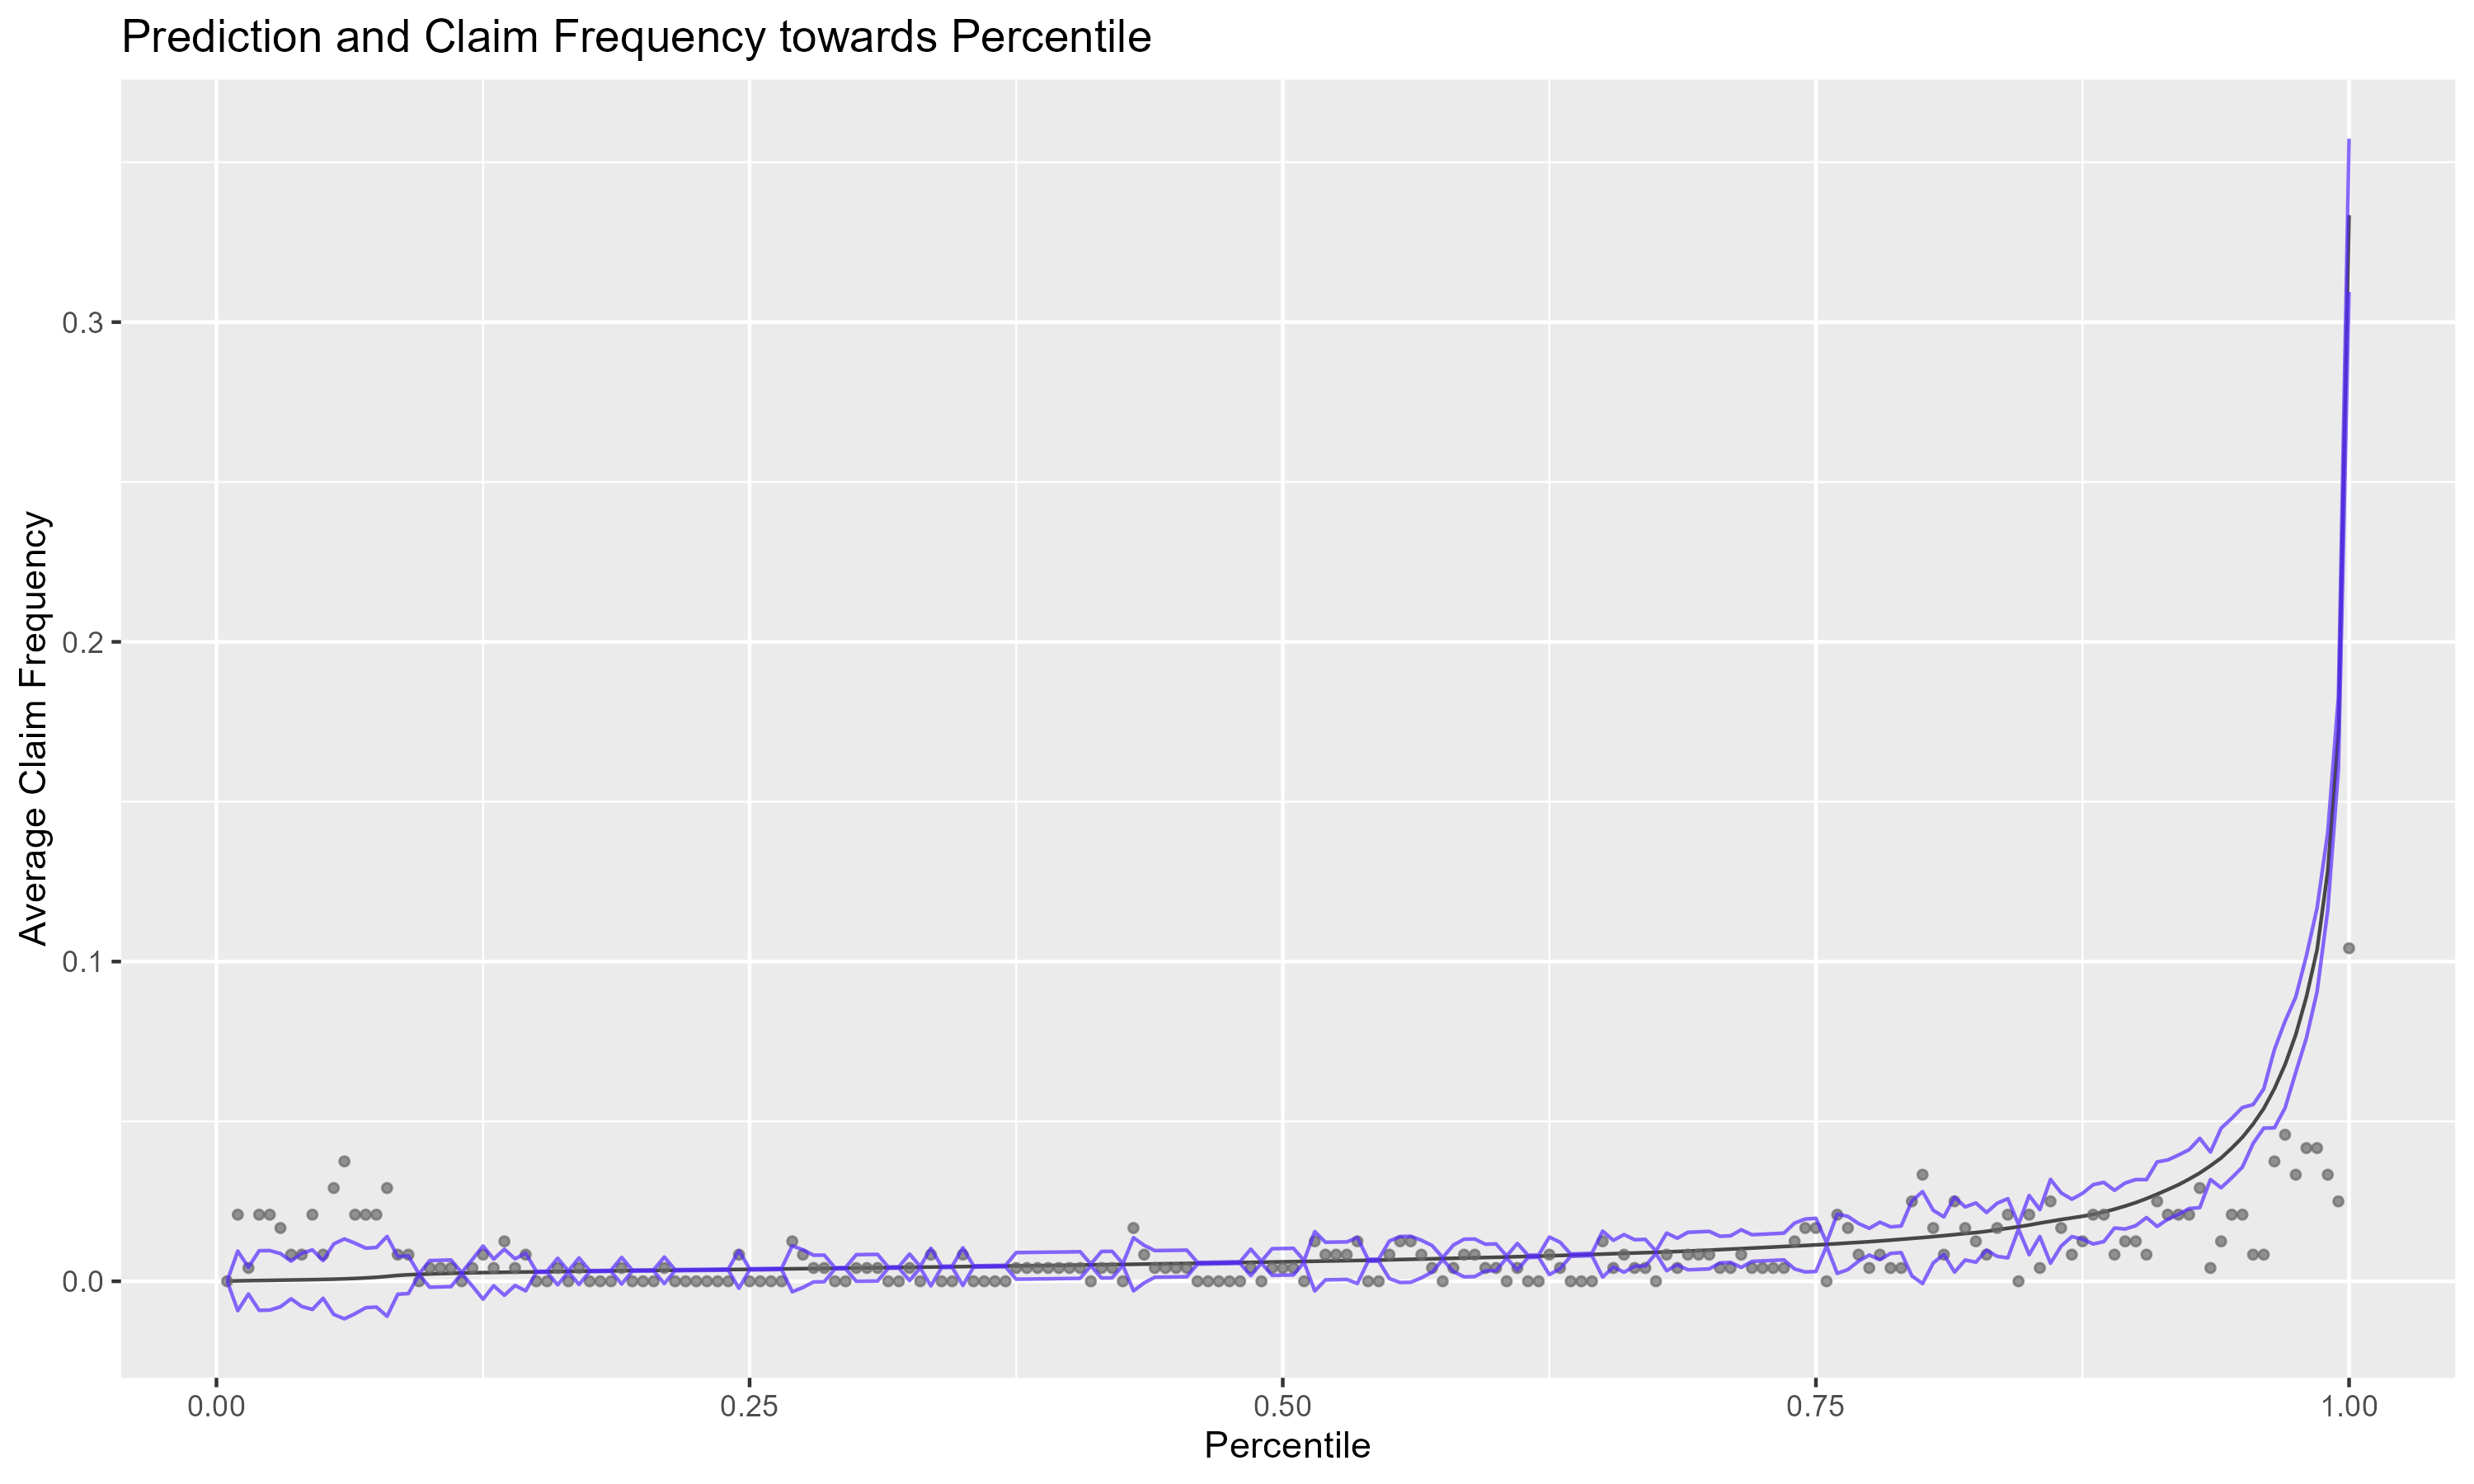 Prediction and Claim Frequency towards Percentile
Average Claim Frequency
0.3
0.2
0.1
0.0
0.00 0.25 0.50 0.75 1.00
Percentile